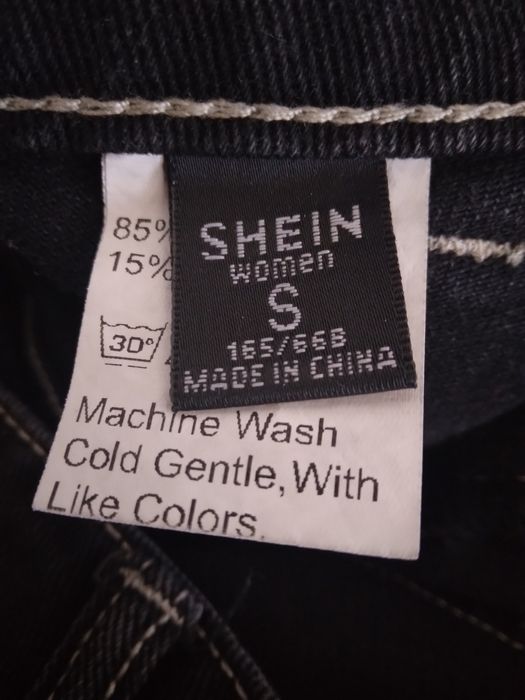 SHEIN
women
S
165/66B
MADE IN CHINA
85%
15%
30°
Machine Wash
Cold Gentle, With
Like Colors.